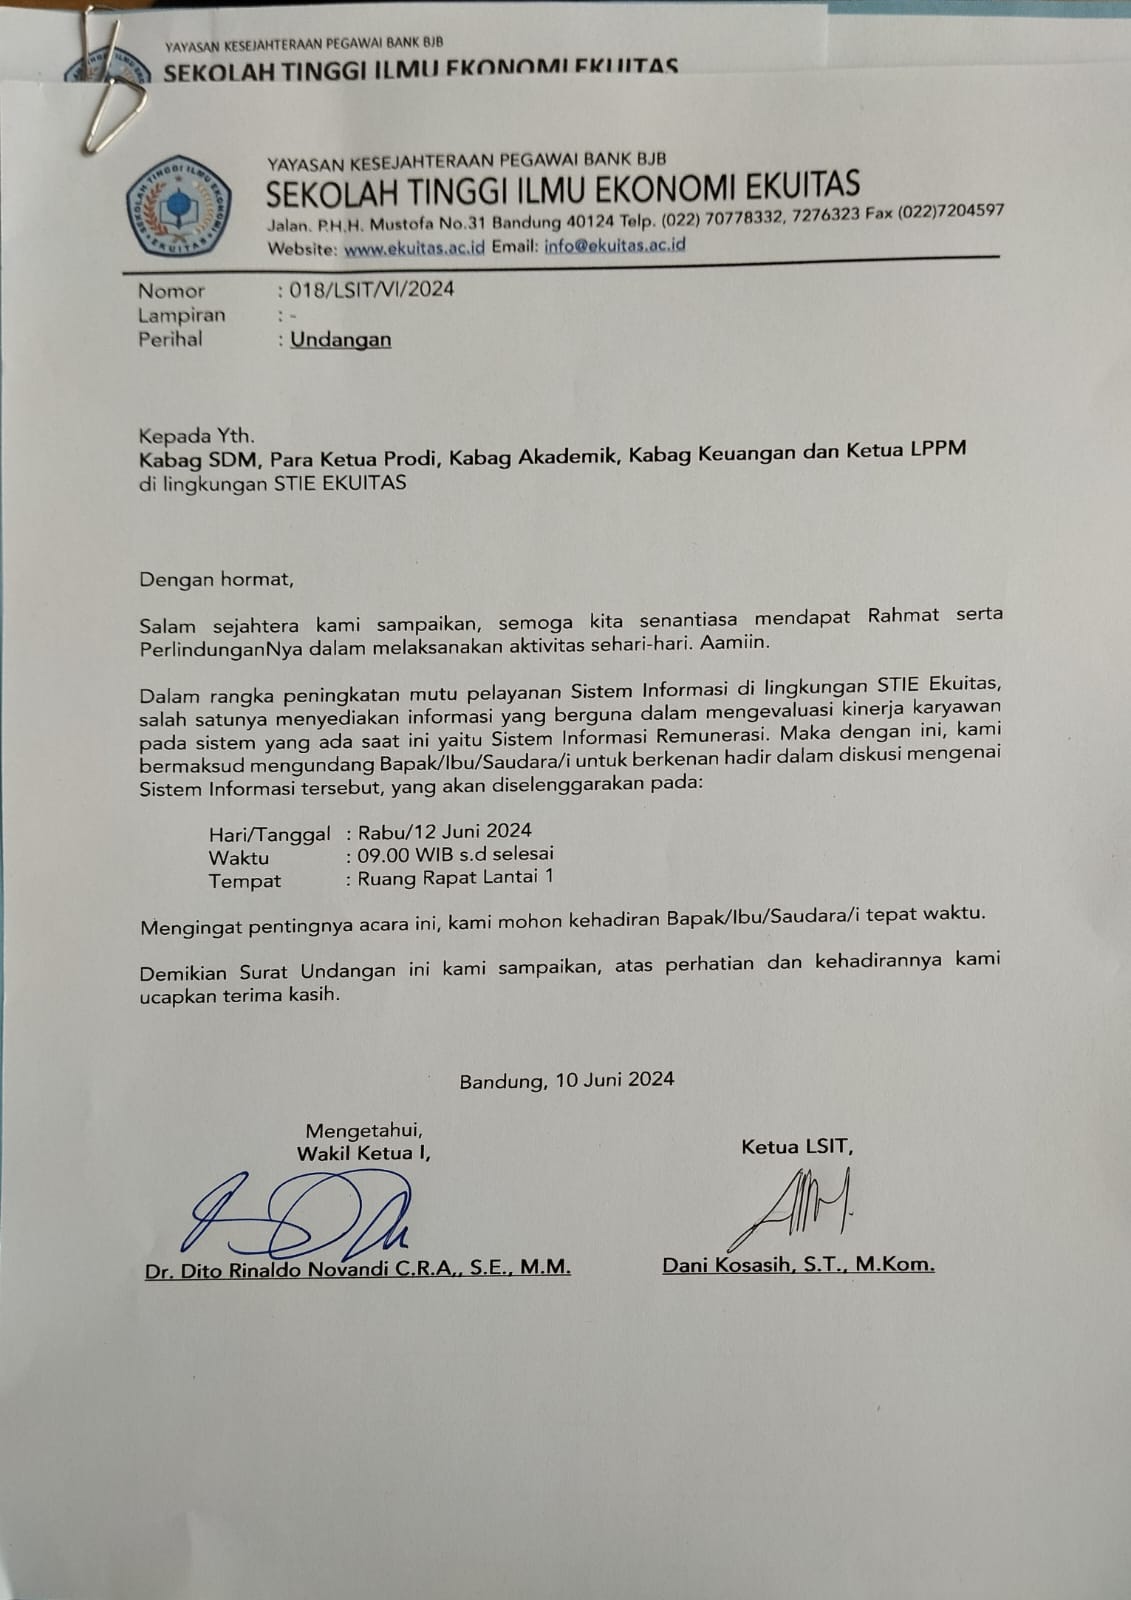 YAYASAN KESEJAHTERAAN PEGAWAI BANK BJB
SEKOLAH TINGGI ILMU EKONOMI EKUITAS
YAYASAN KESEJAHTERAAN PEGAWAI BANK BJB
SEKOLAH TINGGI ILMU EKONOMI EKUITAS
Jalan. P.H.H. Mustofa No.31 Bandung 40124 Telp. (022) 70778332, 7276323 Fax (022)7204597
Website: www.ekuitas.ac.id Email: info@ekuitas.ac.id
SEKOLAH TINGGI ILMU EKONOMI
EKUITAS
Nomor : 018/LSIT/VI/2024
Lampiran : -
Perihal : Undangan
Kepada Yth.
Kabag SDM, Para Ketua Prodi, Kabag Akademik, Kabag Keuangan dan Ketua LPPM
di lingkungan STIE EKUITAS
Dengan hormat,
Salam sejahtera kami sampaikan, semoga kita senantiasa mendapat Rahmat serta
PerlindunganNya dalam melaksanakan aktivitas sehari-hari. Aamiin.
Dalam rangka peningkatan mutu pelayanan Sistem Informasi di lingkungan STIE Ekuitas,
salah satunya menyediakan informasi yang berguna dalam mengevaluasi kinerja karyawan
pada sistem yang ada saat ini yaitu Sistem Informasi Remunerasi. Maka dengan ini, kami
bermaksud mengundang Bapak/Ibu/Saudara/i untuk berkenan hadir dalam diskusi mengenai
Sistem Informasi tersebut, yang akan diselenggarakan pada:
Hari/Tanggal : Rabu/12 Juni 2024
Waktu : 09.00 WIB s.d selesai
Tempat : Ruang Rapat Lantai 1
Mengingat pentingnya acara ini, kami mohon kehadiran Bapak/Ibu/Saudara/i tepat waktu.
Demikian Surat Undangan ini kami sampaikan, atas perhatian dan kehadirannya kami
ucapkan terima kasih.
Bandung, 10 Juni 2024
Mengetahui,
Wakil Ketua I,
Dr. Dito Rinaldo Novandi C.R.A,, S.E., M.M.
Ketua LSIT,
Dani Kosasih, S.T., M.Kom.